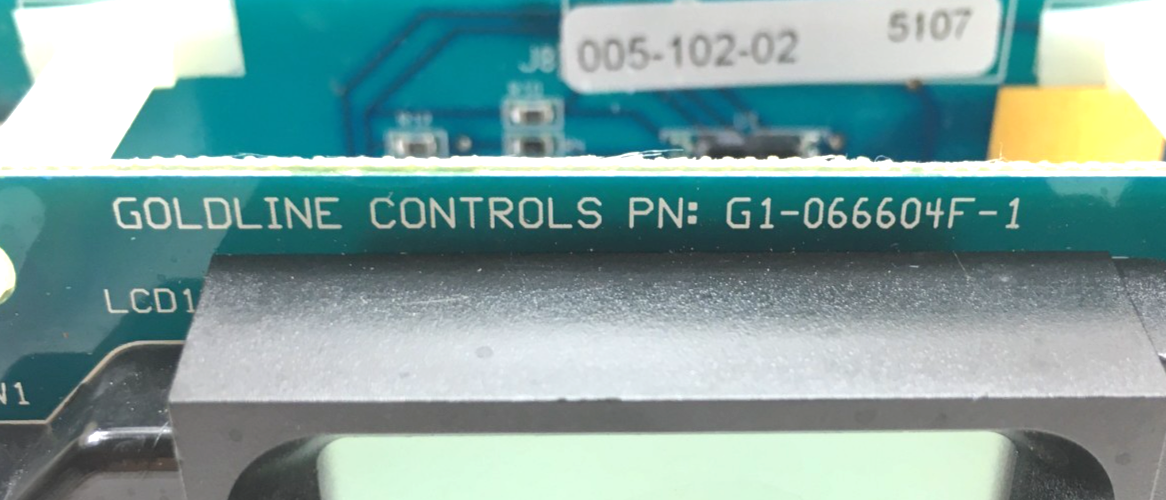 5107
005-102-02
J8
GOLDLINE CONTROLS PN: G1-066604F-1
LCD1